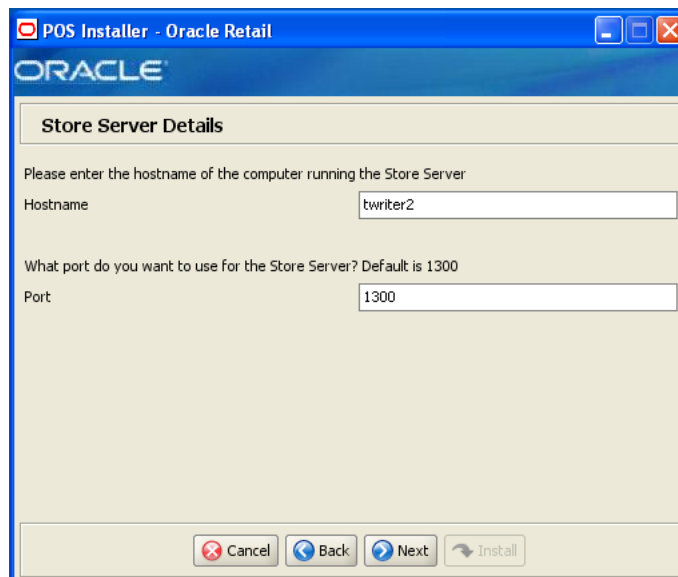 POS Installer - Oracle Retail
ORACLE
Store Server Details
Please enter the hostname of the computer running the Store Server
Hostname twriter2
What port do you want to use for the Store Server? Default is 1300
Port 1300
Cancel Back Next Install